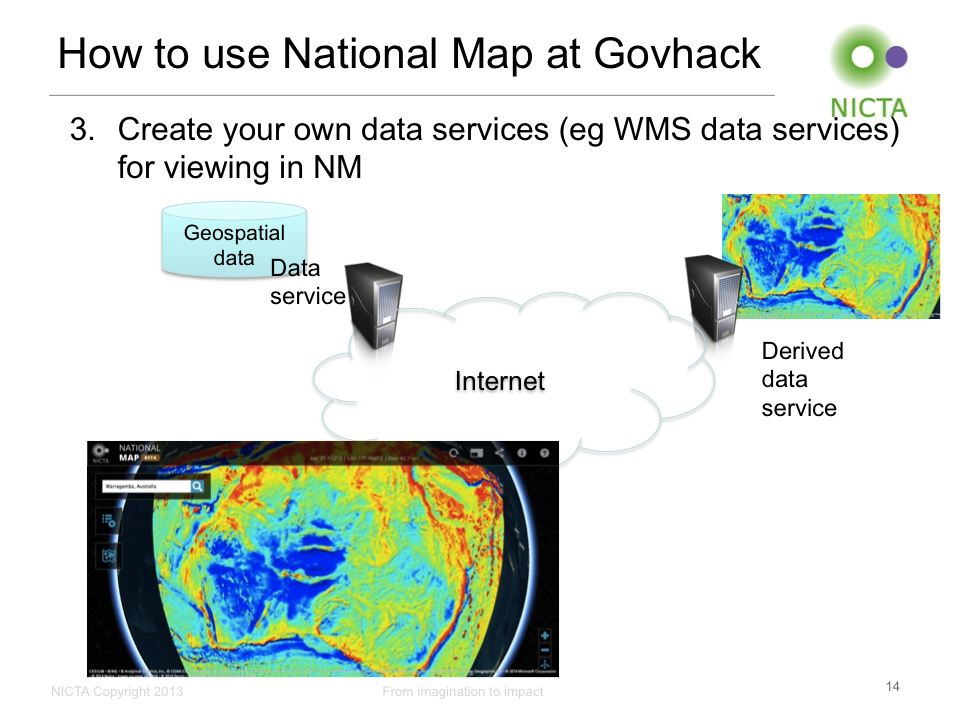 How to use National Map at Govhack
NICTA
3. Create your own data services (eg WMS data services)
for viewing in NM
Geospatial
data
Data
service
Internet
Derived
data
service
NICTA
NATIONAL
MAP BETA
Warragamba, Australia
NICTA Copyright 2013
From imagination to impact
14